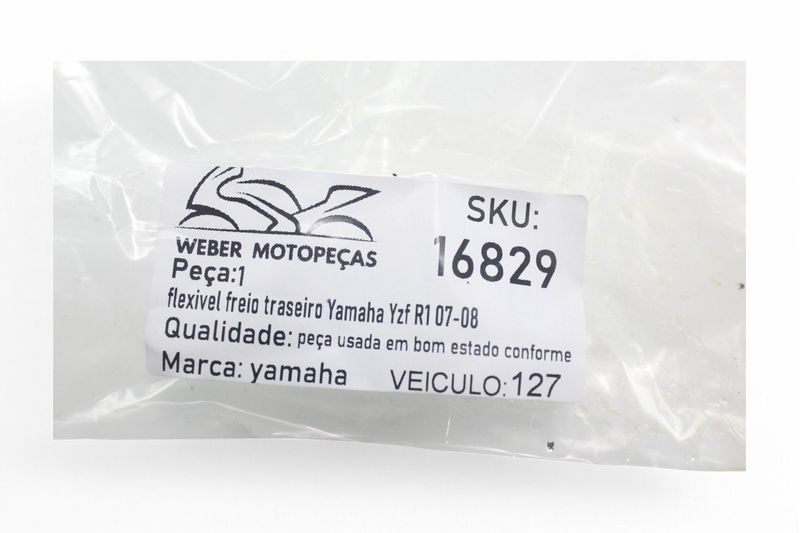 WEBER MOTOPEÇAS
SKU:
16829
Peça:1
flexivel freio traseiro Yamaha Yzf R1 07-08
Qualidade: peça usada em bom estado conforme
Marca: yamaha
VEICULO:127